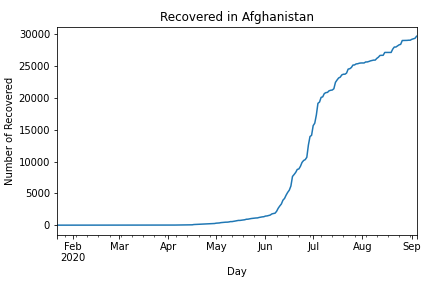 Recovered in Afghanistan
30000
25000
20000
15000
10000
5000
0
Number of Recovered
Feb Mar Apr May Jun Jul Aug Sep
2020
Day